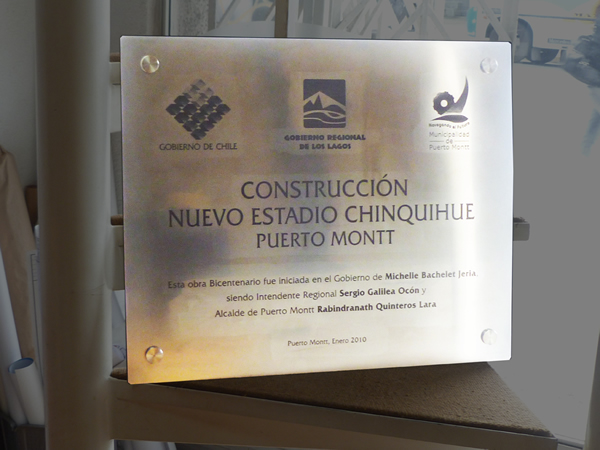 GOBIERNO DE CHILE
GOBIERNO REGIONAL
DE LOS LAGOS
Municipalidad
de
Puerto Montt
CONSTRUCCIÓN
NUEVO ESTADIO CHINQUIHUE
PUERTO MONTT
Esta obra Bicentenario fue iniciada en el Gobierno de Michelle Bachelet Jeria,
siendo Intendente Regional Sergio Galilea Ocón y
Alcalde de Puerto Montt Rabindranath Quinteros Lara
Puerto Montt, Enero 2010